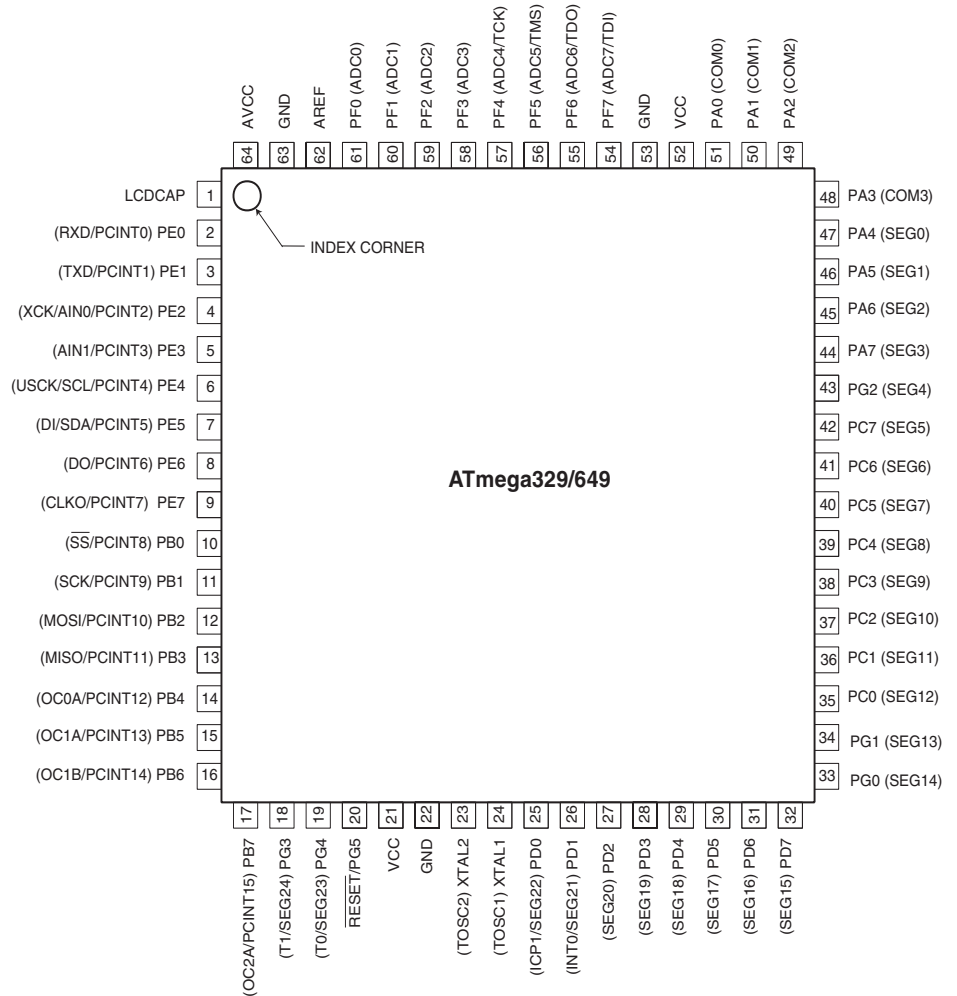 AVCC
GND
AREF
PF0 (ADC0)
PF1 (ADC1)
PF2 (ADC2)
PF3 (ADC3)
PF4 (ADC4/TCK)
PF5 (ADC5/TMS)
PF6 (ADC6/TDO)
PF7 (ADC7/TDI)
GND
VCC
PA0 (COM0)
PA1 (COM1)
PA2 (COM2)
64
63
62
61
60
59
58
57
56
55
54
53
52
51
50
49
LCDCAP 1
(RXD/PCINT0) PE0 2
(TXD/PCINT1) PE1 3
(XCK/AIN0/PCINT2) PE2 4
(AIN1/PCINT3) PE3 5
(USCK/SCL/PCINT4) PE4 6
(DI/SDA/PCINT5) PE5 7
(DO/PCINT6) PE6 8
(CLKO/PCINT7) PE7 9
(SS/PCINT8) PB0 10
(SCK/PCINT9) PB1 11
(MOSI/PCINT10) PB2 12
(MISO/PCINT11) PB3 13
(OC0A/PCINT12) PB4 14
(OC1A/PCINT13) PB5 15
(OC1B/PCINT14) PB6 16
INDEX CORNER
ATmega329/649
48 PA3 (COM3)
47 PA4 (SEG0)
46 PA5 (SEG1)
45 PA6 (SEG2)
44 PA7 (SEG3)
43 PG2 (SEG4)
42 PC7 (SEG5)
41 PC6 (SEG6)
40 PC5 (SEG7)
39 PC4 (SEG8)
38 PC3 (SEG9)
37 PC2 (SEG10)
36 PC1 (SEG11)
35 PC0 (SEG12)
34 PG1 (SEG13)
33 PG0 (SEG14)
17
18
19
20
21
22
23
24
25
26
27
28
29
30
31
32
(OC2A/PCINT15) PB7
(T1/SEG24) PG3
(T0/SEG23) PG4
RESET/PG5
VCC
GND
(TOSC2) XTAL2
(TOSC1) XTAL1
(ICP1/SEG22) PD0
(INT0/SEG21) PD1
(SEG20) PD2
(SEG19) PD3
(SEG18) PD4
(SEG17) PD5
(SEG16) PD6
(SEG15) PD7